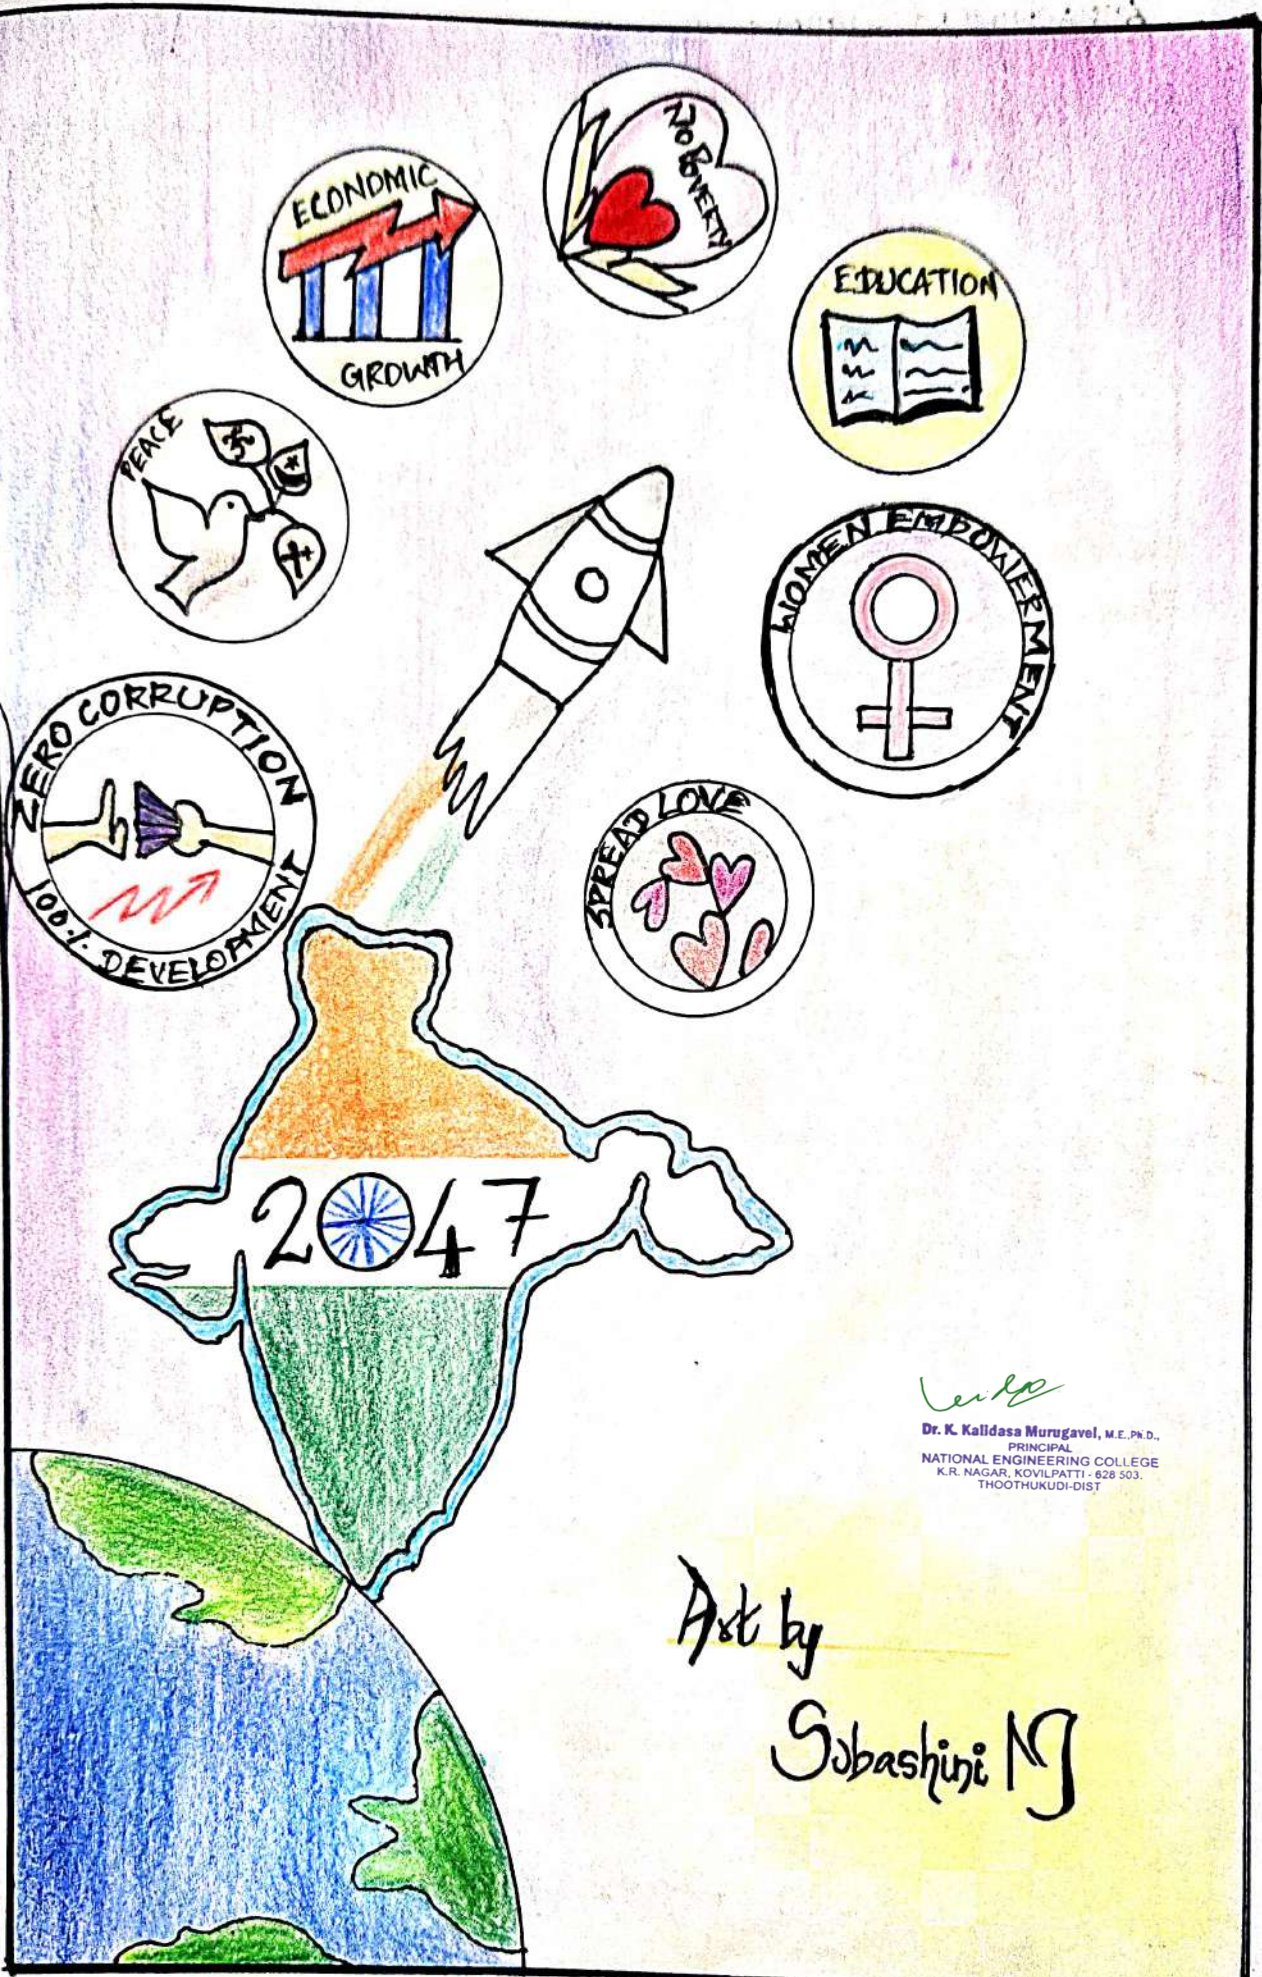 NO POVERTY
ECONOMIC
GROWTH
EDUCATION
PEACE
ॐ
WOMEN EMPOWERMENT
ZERO CORRUPTION
100% DEVELOPMENT
SPREAD LOVE
2047
Dr. K. Kalidasa Murugavel, M.E.,Ph.D.,
PRINCIPAL
NATIONAL ENGINEERING COLLEGE
K.R. NAGAR, KOVILPATTI - 628 503.
THOOTHUKUDI-DIST
Art by
Subashini M